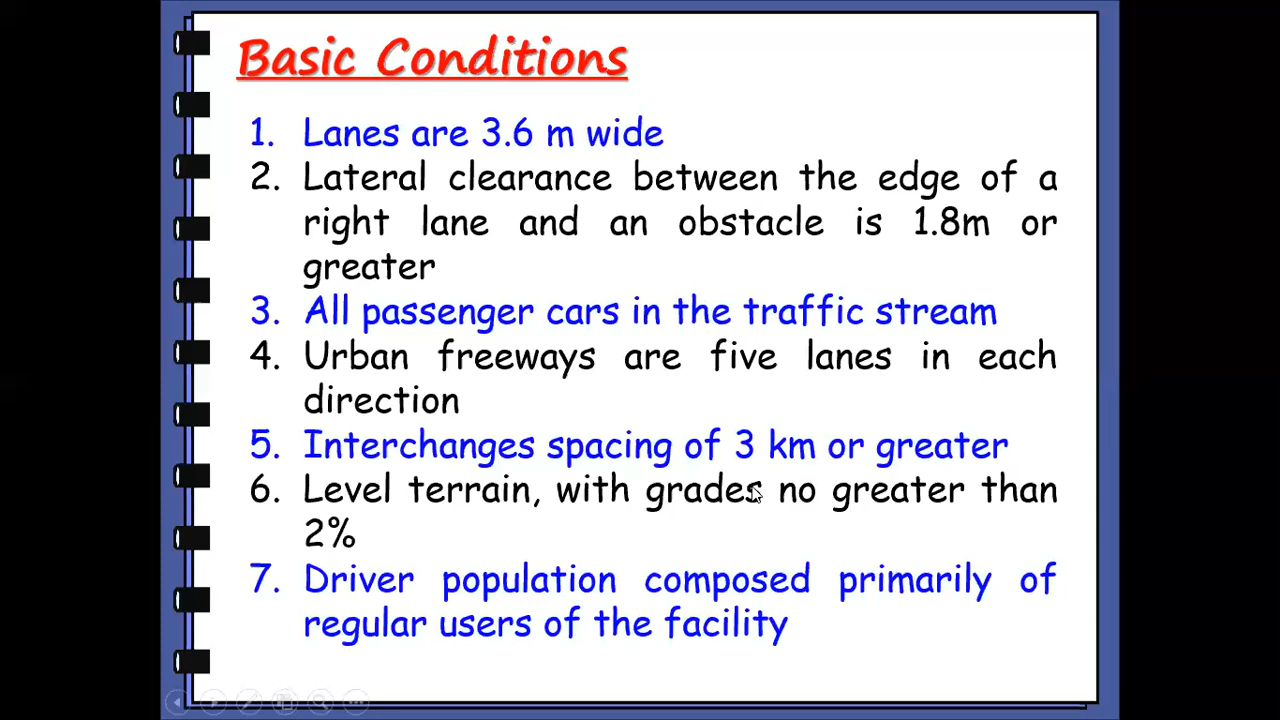 Basic Conditions
1. Lanes are 3.6 m wide
2. Lateral clearance between the edge of a
right lane and an obstacle is 1.8m or
greater
3. All passenger cars in the traffic stream
4. Urban freeways are five lanes in each
direction
5. Interchanges spacing of 3 km or greater
6. Level terrain, with grades no greater than
2%
7. Driver population composed primarily of
regular users of the facility